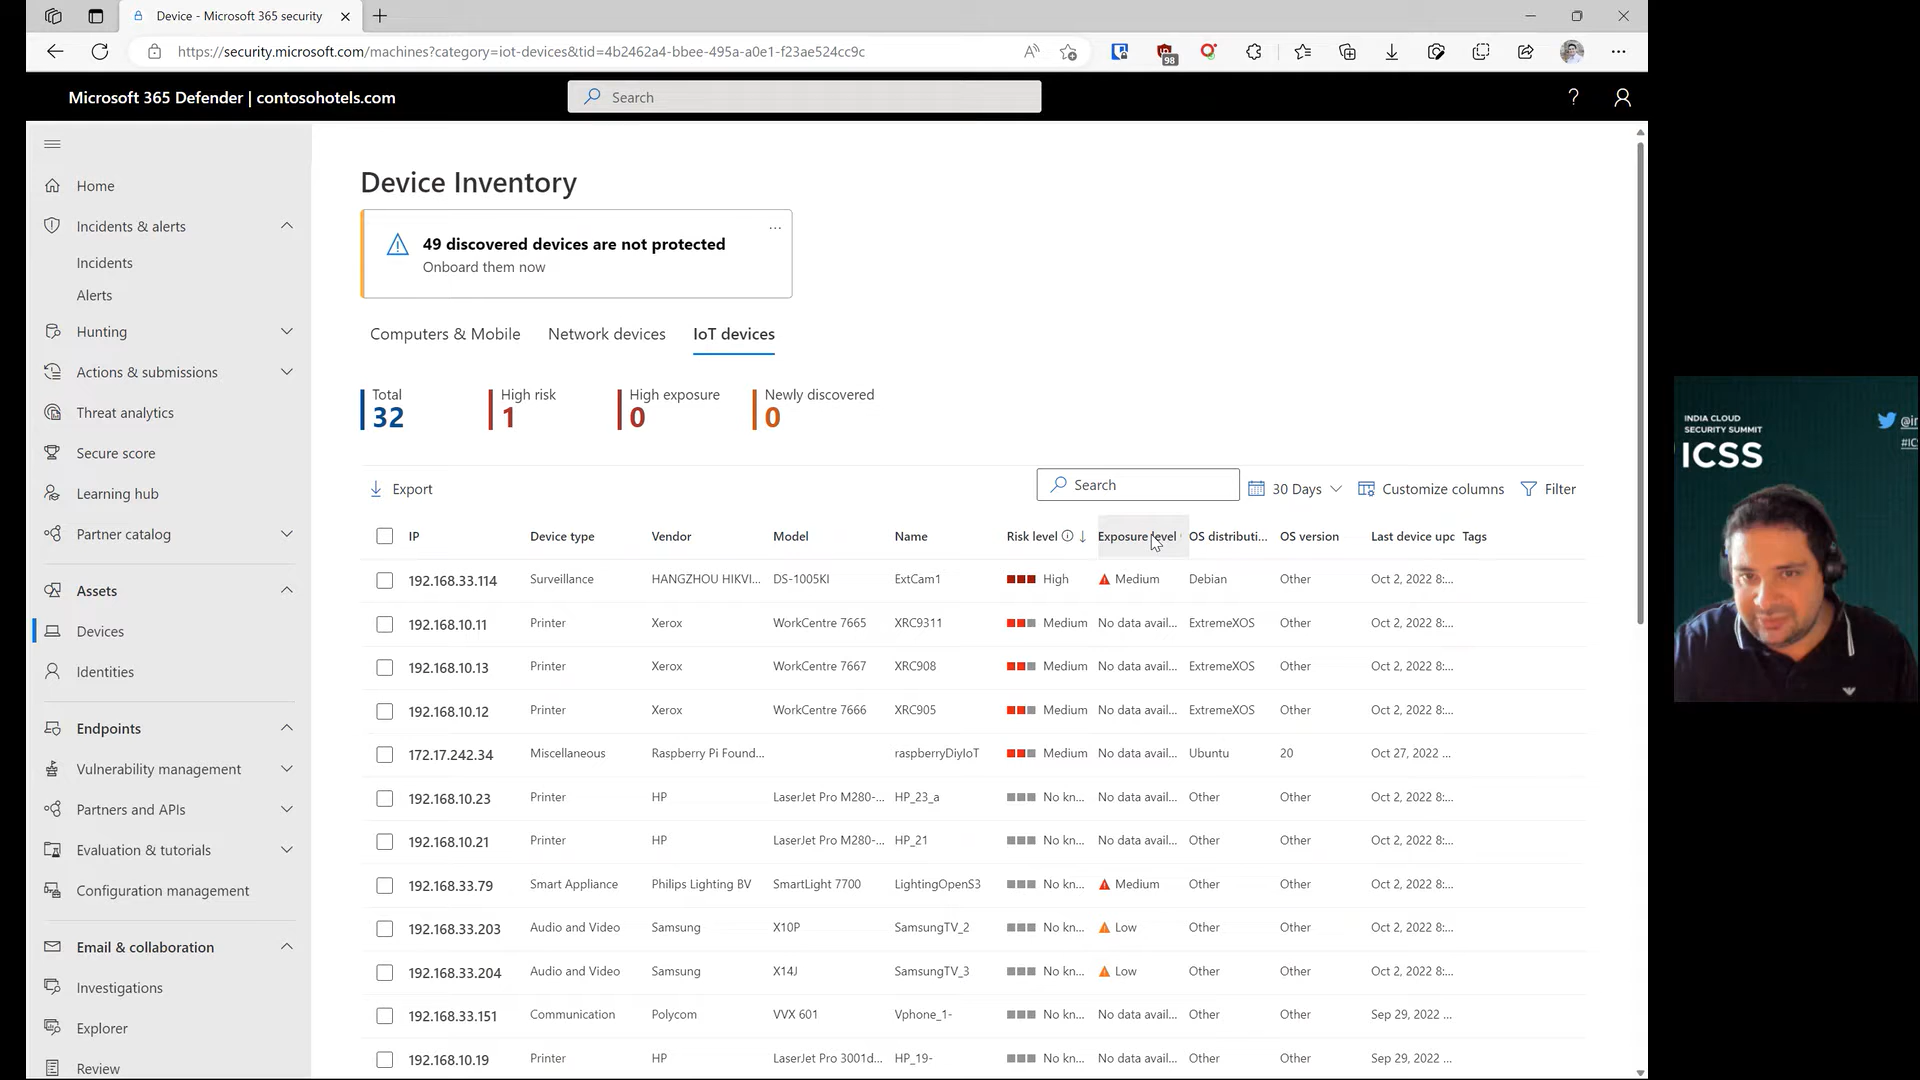 Device - Microsoft 365 security
https://security.microsoft.com/machines?category=iot-devices&tid=4b2462a4-bbee-495a-a0e1-f23ae524cc9c
98
Microsoft 365 Defender | contosohotels.com
Search
Home
Incidents & alerts
Incidents
Alerts
Hunting
Actions & submissions
Threat analytics
Secure score
Learning hub
Partner catalog
Assets
Devices
Identities
Endpoints
Vulnerability management
Partners and APIs
Evaluation & tutorials
Configuration management
Email & collaboration
Investigations
Explorer
Review
Device Inventory
49 discovered devices are not protected
Onboard them now
Computers & Mobile Network devices IoT devices
Total High risk High exposure Newly discovered
32 1 0 0
Export Search 30 Days Customize columns Filter
IP Device type Vendor Model Name Risk level Exposure level OS distributi... OS version Last device upd Tags
192.168.33.114 Surveillance HANGZHOU HIKVI... DS-1005KI ExtCam1 High Medium Debian Other Oct 2, 2022 8:...
192.168.10.11 Printer Xerox WorkCentre 7665 XRC9311 Medium No data avail... ExtremeXOS Other Oct 2, 2022 8:...
192.168.10.13 Printer Xerox WorkCentre 7667 XRC908 Medium No data avail... ExtremeXOS Other Oct 2, 2022 8:...
192.168.10.12 Printer Xerox WorkCentre 7666 XRC905 Medium No data avail... ExtremeXOS Other Oct 2, 2022 8:...
172.17.242.34 Miscellaneous Raspberry Pi Found... raspberryDiyIoT Medium No data avail... Ubuntu 20 Oct 27, 2022 ...
192.168.10.23 Printer HP LaserJet Pro M280-... HP_23_a No kn... No data avail... Other Other Oct 2, 2022 8:...
192.168.10.21 Printer HP LaserJet Pro M280-... HP_21 No kn... No data avail... Other Other Oct 2, 2022 8:...
192.168.33.79 Smart Appliance Philips Lighting BV SmartLight 7700 LightingOpenS3 No kn... Medium Other Other Oct 2, 2022 8:...
192.168.33.203 Audio and Video Samsung X10P SamsungTV_2 No kn... Low Other Other Oct 2, 2022 8:...
192.168.33.204 Audio and Video Samsung X14J SamsungTV_3 No kn... Low Other Other Oct 2, 2022 8:...
192.168.33.151 Communication Polycom VVX 601 Vphone_1- No kn... No data avail... Other Other Sep 29, 2022 ...
192.168.10.19 Printer HP LaserJet Pro 3001d... HP_19- No kn... No data avail... Other Other Sep 29, 2022 ...
INDIA CLOUD
SECURITY SUMMIT
ICSS